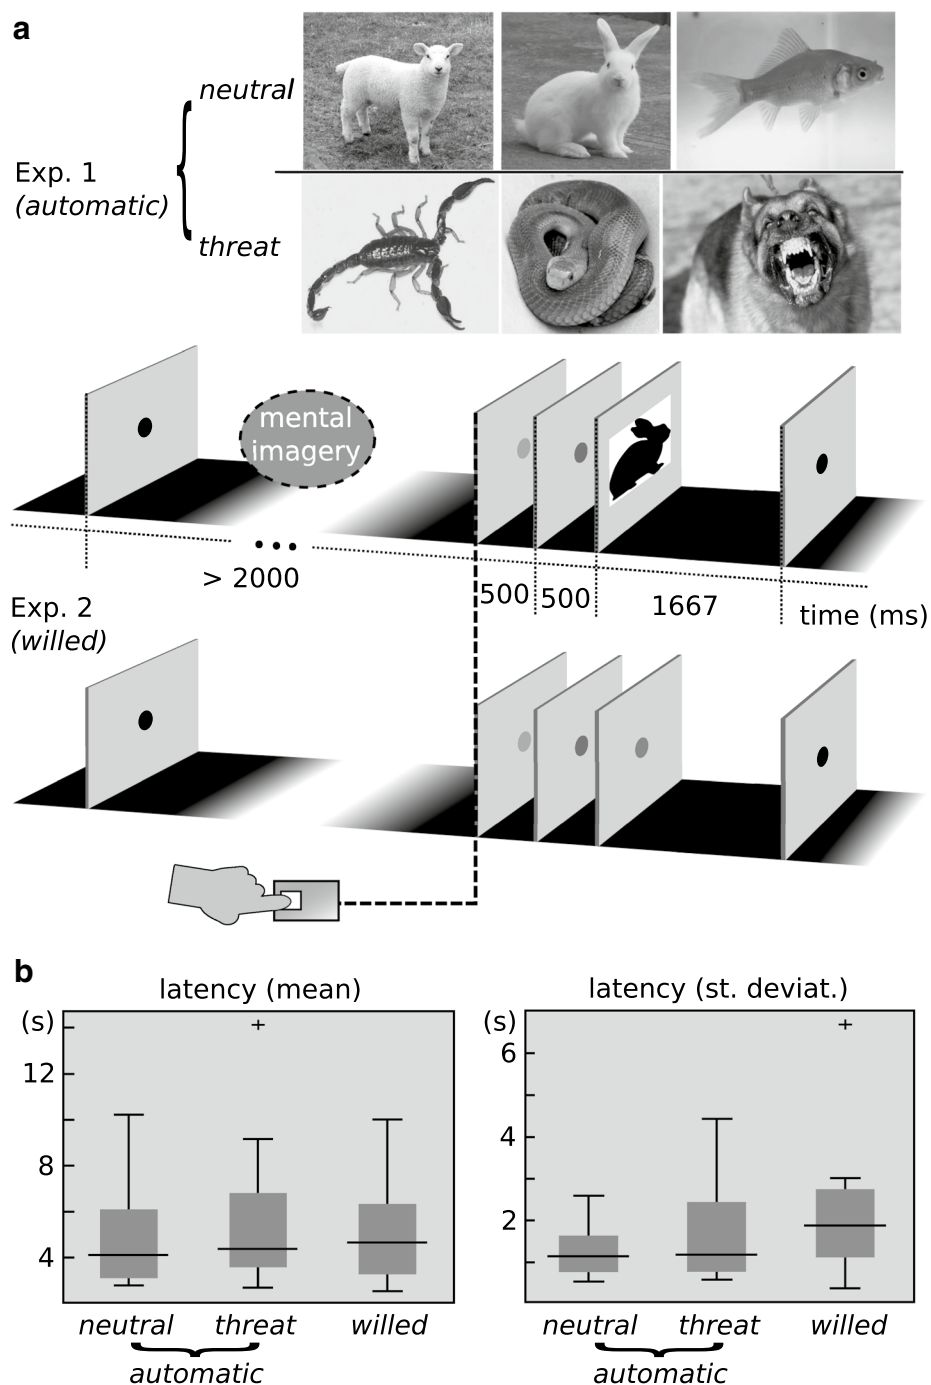 a
neutral
Exp. 1
(automatic)
threat
mental
imagery
> 2000
500
500
1667
time (ms)
Exp. 2
(willed)
b
latency (mean)
(s)
12
8
4
neutral
threat
willed
automatic
latency (st. deviat.)
(s)
6
4
2
neutral
threat
willed
automatic